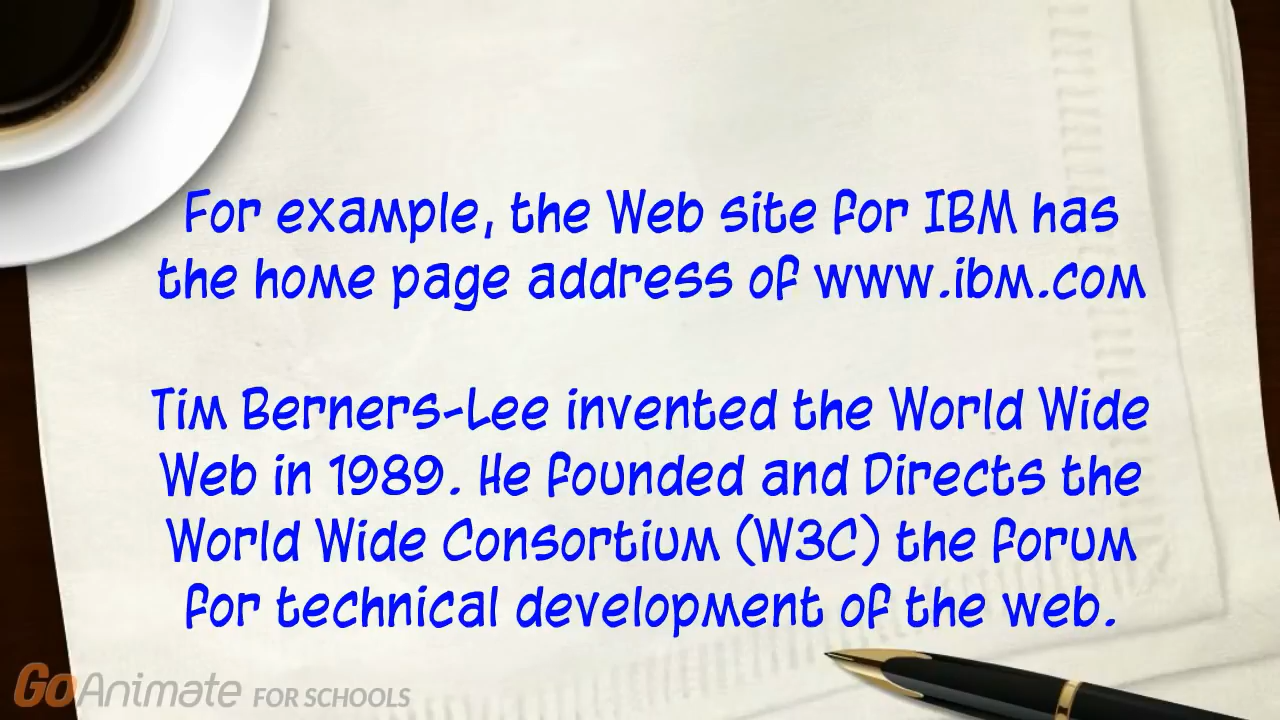 For example, the Web site for IBM has
the home page address of www.ibm.com
Tim Berners-Lee invented the World Wide
Web in 1989. He founded and Directs the
World Wide Consortium (W3C) the forum
for technical development of the web.
GoAnimate FOR SCHOOLS